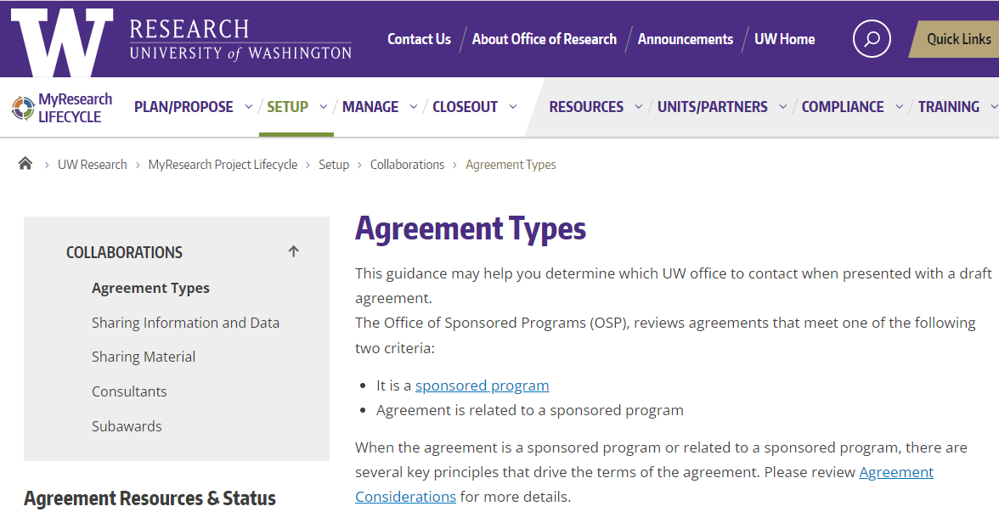 W
RESEARCH
UNIVERSITY of WASHINGTON
Contact Us
About Office of Research
Announcements
UW Home
Quick Links
MyResearch
LIFECYCLE
PLAN/PROPOSE
SETUP
MANAGE
CLOSEOUT
RESOURCES
UNITS/PARTNERS
COMPLIANCE
TRAINING
UW Research
MyResearch Project Lifecycle
Setup
Collaborations
Agreement Types
COLLABORATIONS
Agreement Types
Sharing Information and Data
Sharing Material
Consultants
Subawards
Agreement Resources & Status
Agreement Types
This guidance may help you determine which UW office to contact when presented with a draft
agreement.
The Office of Sponsored Programs (OSP), reviews agreements that meet one of the following
two criteria:
It is a sponsored program
Agreement is related to a sponsored program
When the agreement is a sponsored program or related to a sponsored program, there are
several key principles that drive the terms of the agreement. Please review Agreement
Considerations for more details.